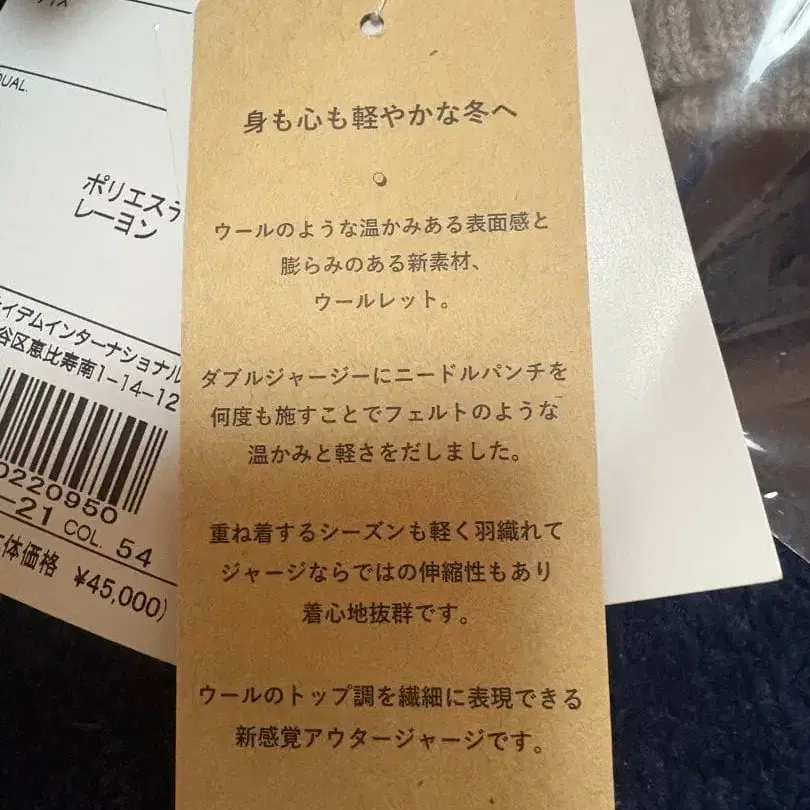 身も心も軽やかな冬へ
ウールのような温かみある表面感と
膨らみのある新素材、
ウールレット。
ダブルジャージーにニードルパンチを
何度も施すことでフェルトのような
温かみと軽さをだしました。
重ね着するシーズンも軽く羽織れて
ジャージならではの伸縮性もあり
着心地抜群です。
ウールのトップ調を繊細に表現できる
新感覚アウタージャージです。
QUAL.
ポリエステ
レーヨン
イデムインターナショナル
谷区恵比寿南1-14-12
0220950
-21 COL. 54
体価格 ¥45,000)